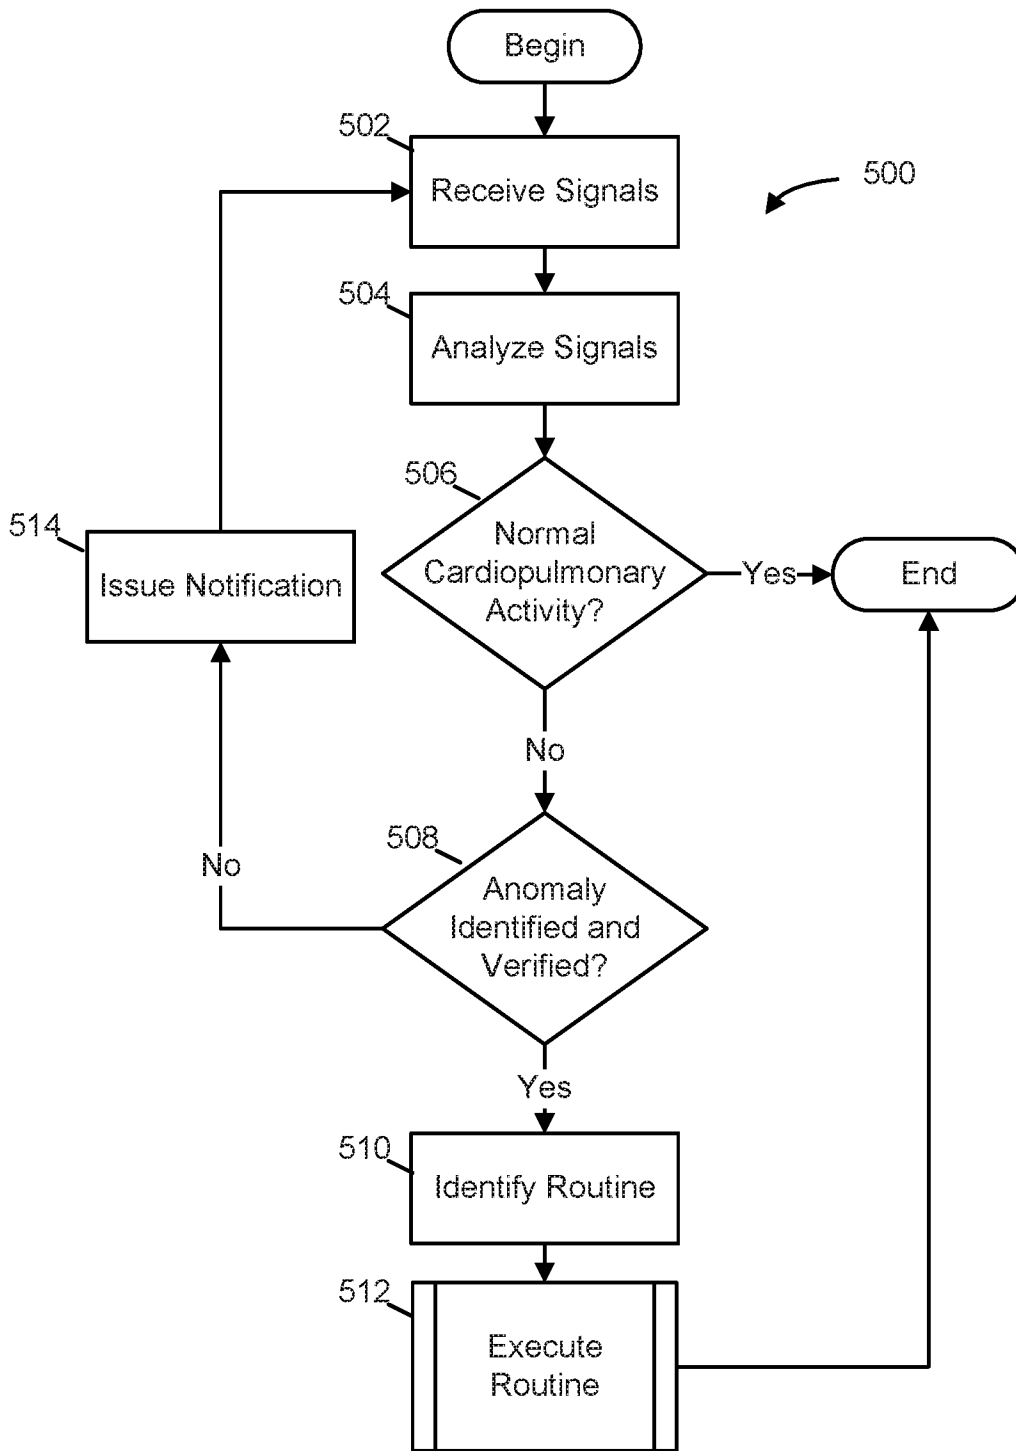 Begin
502
Receive Signals
500
504
Analyze Signals
506
Normal
Cardiopulmonary
Activity?
Yes
End
514
Issue Notification
No
508
No
Anomaly
Identified and
Verified?
Yes
510
Identify Routine
512
Execute
Routine